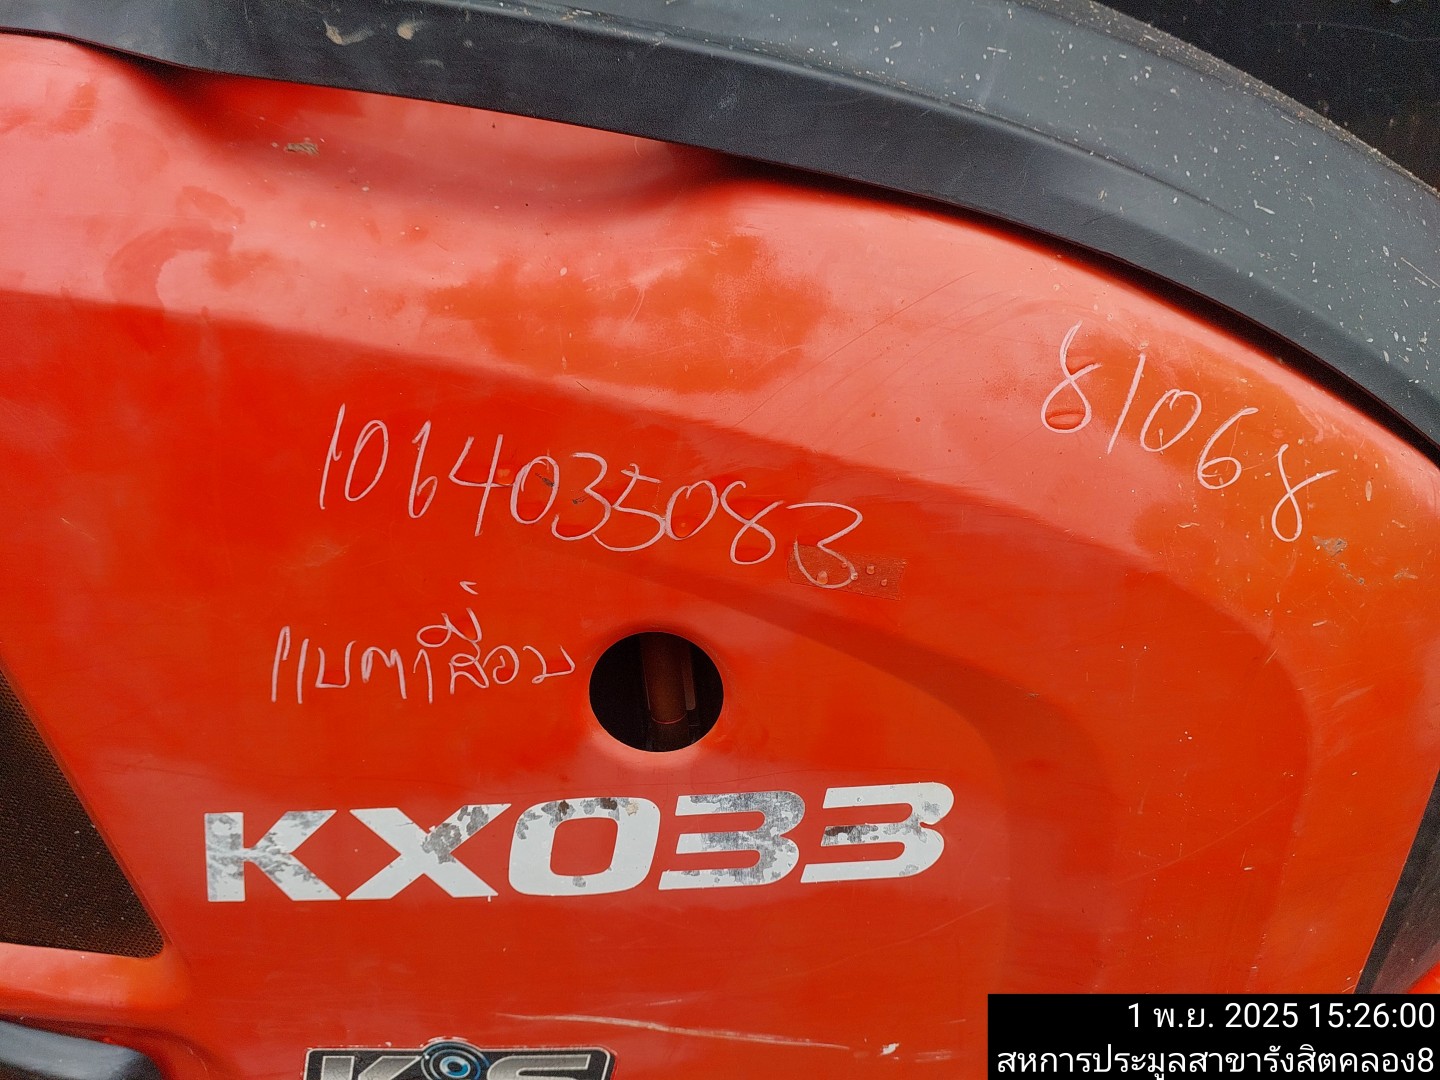 81068
1064035083
แบตเสื่อม
KX033
KIS
1 พ.ย. 2025 15:26:00
สหการประมูลสาขารังสิตคลอง8